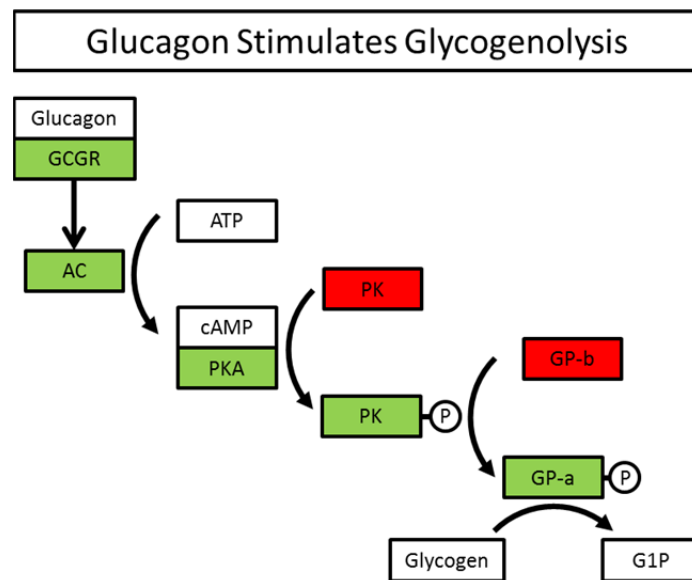 Glucagon Stimulates Glycogenolysis
Glucagon
GCGR
AC
ATP
cAMP
PKA
PK
PK
P
GP-b
GP-a
P
Glycogen
G1P